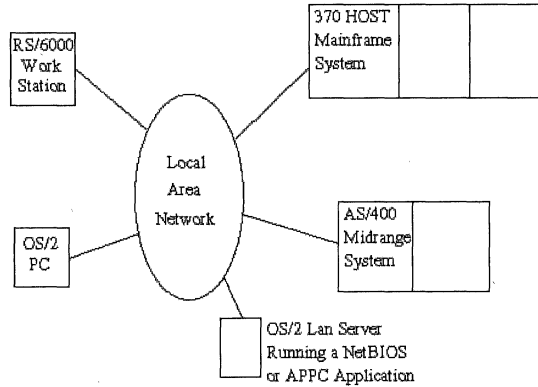 RS/6000
Work
Station
370 HOST
Mainframe
System
Local
Area
Network
OS/2
PC
AS/400
Midrange
System
OS/2 Lan Server
Running a NetBIOS
or APPC Application